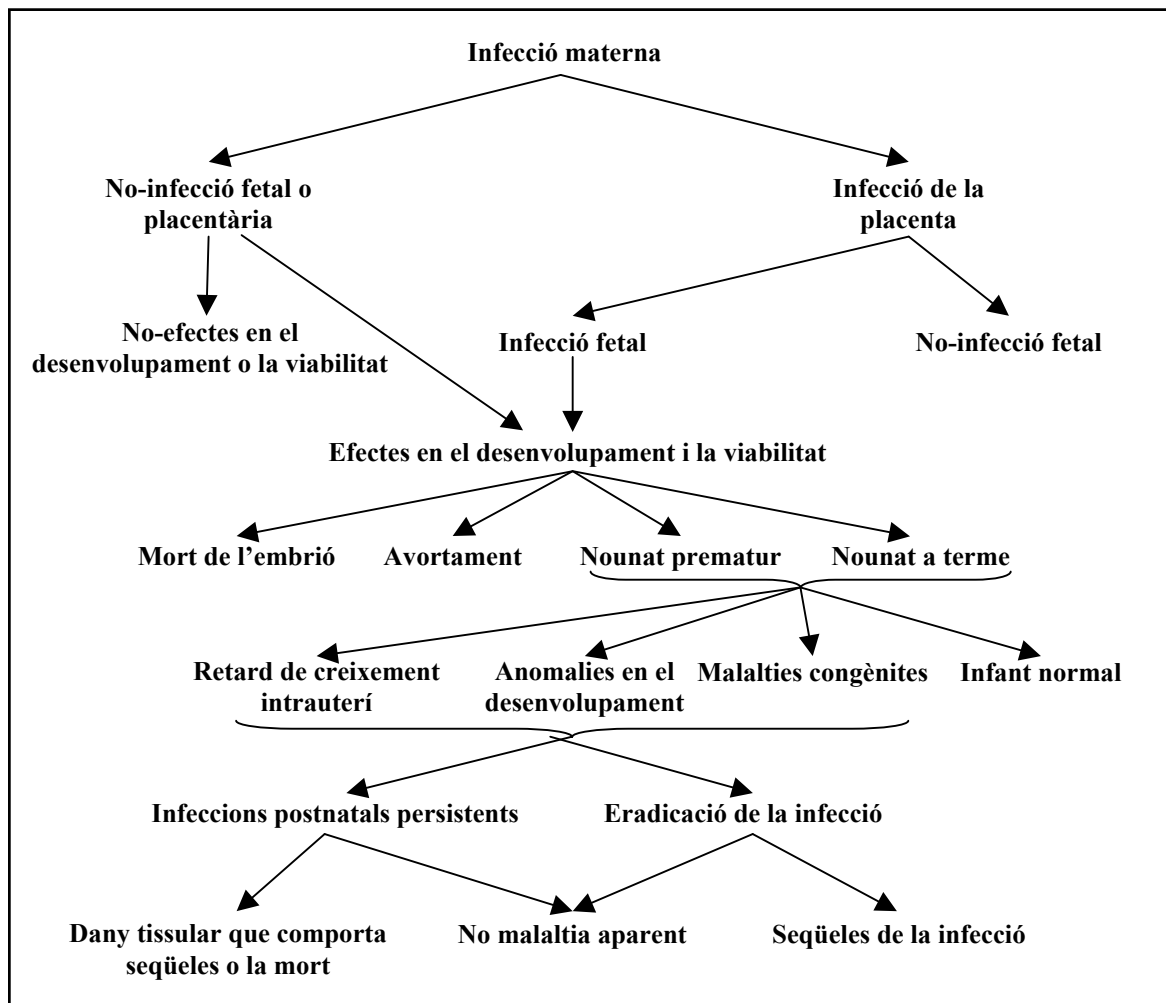 Infecció materna
No-infecció fetal o
placentària
Infecció de la
placenta
No-efectes en el
desenvolupament o la viabilitat
Infecció fetal
No-infecció fetal
Efectes en el desenvolupament i la viabilitat
Mort de l’embrió
Avortament
Nounat prematur
Nounat a terme
Retard de creixement
intrauterí
Anomalies en el
desenvolupament
Malalties congènites
Infant normal
Infeccions postnatals persistents
Eradicació de la infecció
Dany tissular que comporta
seqüeles o la mort
No malaltia aparent
Seqüeles de la infecció